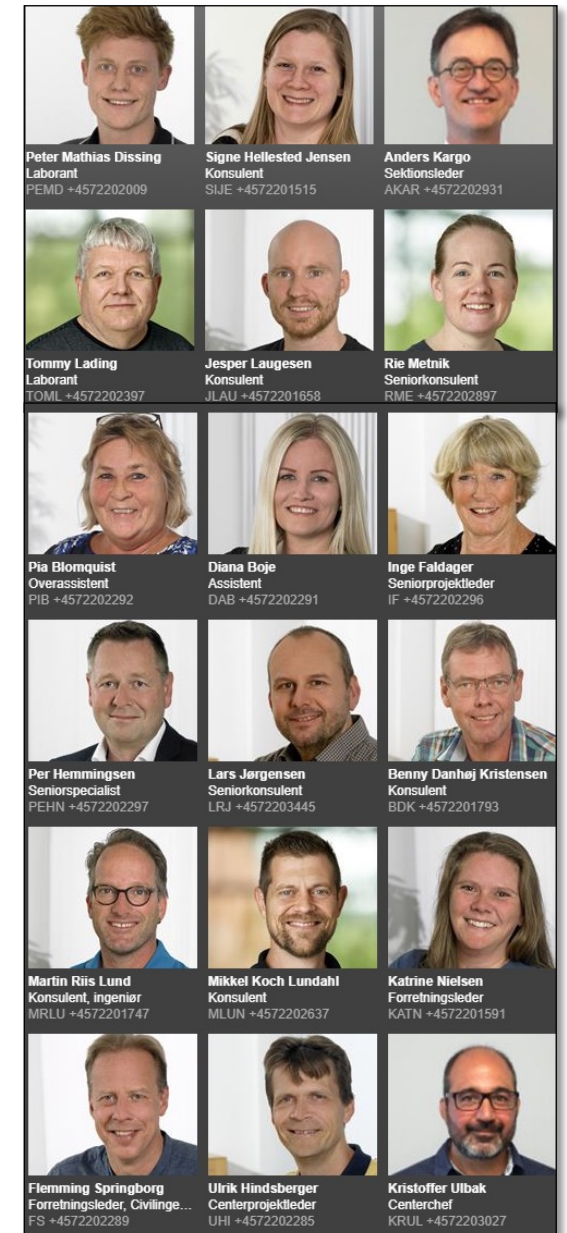 Peter Mathias Dissing
Laborant
PEMD +4572202009
Signe Hellested Jensen
Konsulent
SIJE +4572201515
Anders Kargo
Sektionsleder
AKAR +4572202931
Tommy Lading
Laborant
TOML +4572202397
Jesper Laugesen
Konsulent
JLAU +4572201658
Rie Metnik
Seniorkonsulent
RME +4572202897
Pia Blomquist
Overassistent
PIB +4572202292
Diana Boje
Assistent
DAB +4572202291
Inge Faldager
Seniorprojektleder
IF +4572202296
Per Hemmingsen
Seniorspecialist
PEHN +4572202297
Lars Jørgensen
Seniorkonsulent
LRJ +4572203445
Benny Danhøj Kristensen
Konsulent
BDK +4572201793
Martin Riis Lund
Konsulent, ingeniør
MRLU +4572201747
Mikkel Koch Lundahl
Konsulent
MLUN +4572202637
Katrine Nielsen
Forretningsleder
KATN +4572201591
Flemming Springborg
Forretningsleder, Civilinge...
FS +4572202289
Ulrik Hindsberger
Centerprojektleder
UHI +4572202285
Kristoffer Ulbak
Centerchef
KRUL +4572203027